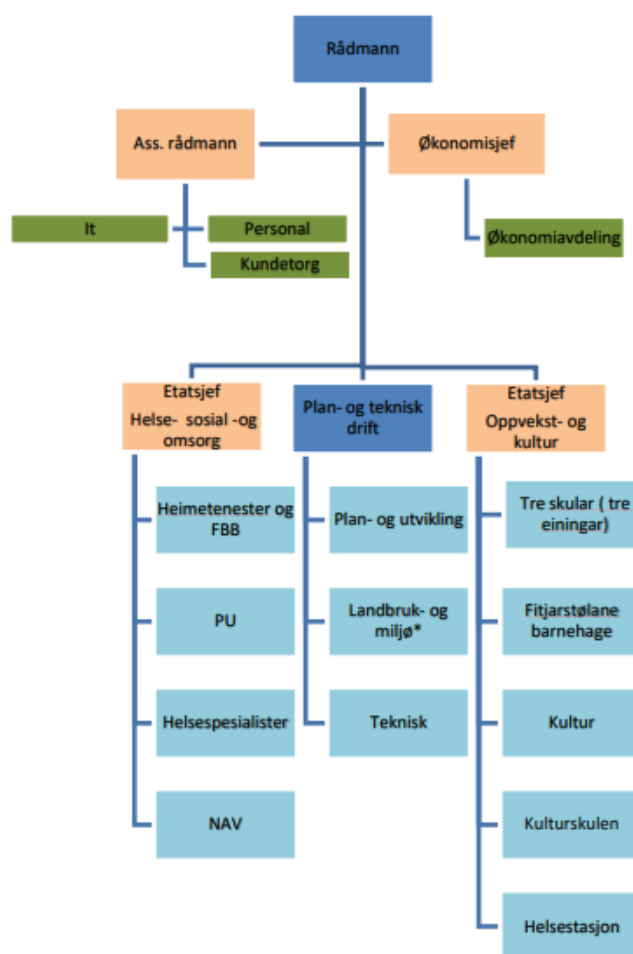 Rådmann
Ass. rådmann
Økonomisjef
It
Personal
Kundetorg
Økonomiavdeling
Etatsjef
Helse- sosial -og
omsorg
Plan- og teknisk
drift
Etatsjef
Oppvekst- og
kultur
Heimetenester og
FBB
PU
Helsespesialister
NAV
Plan- og utvikling
Landbruk- og
miljø*
Teknisk
Tre skular ( tre
einingar)
Fitjarstølane
barnehage
Kultur
Kulturskulen
Helsestasjon